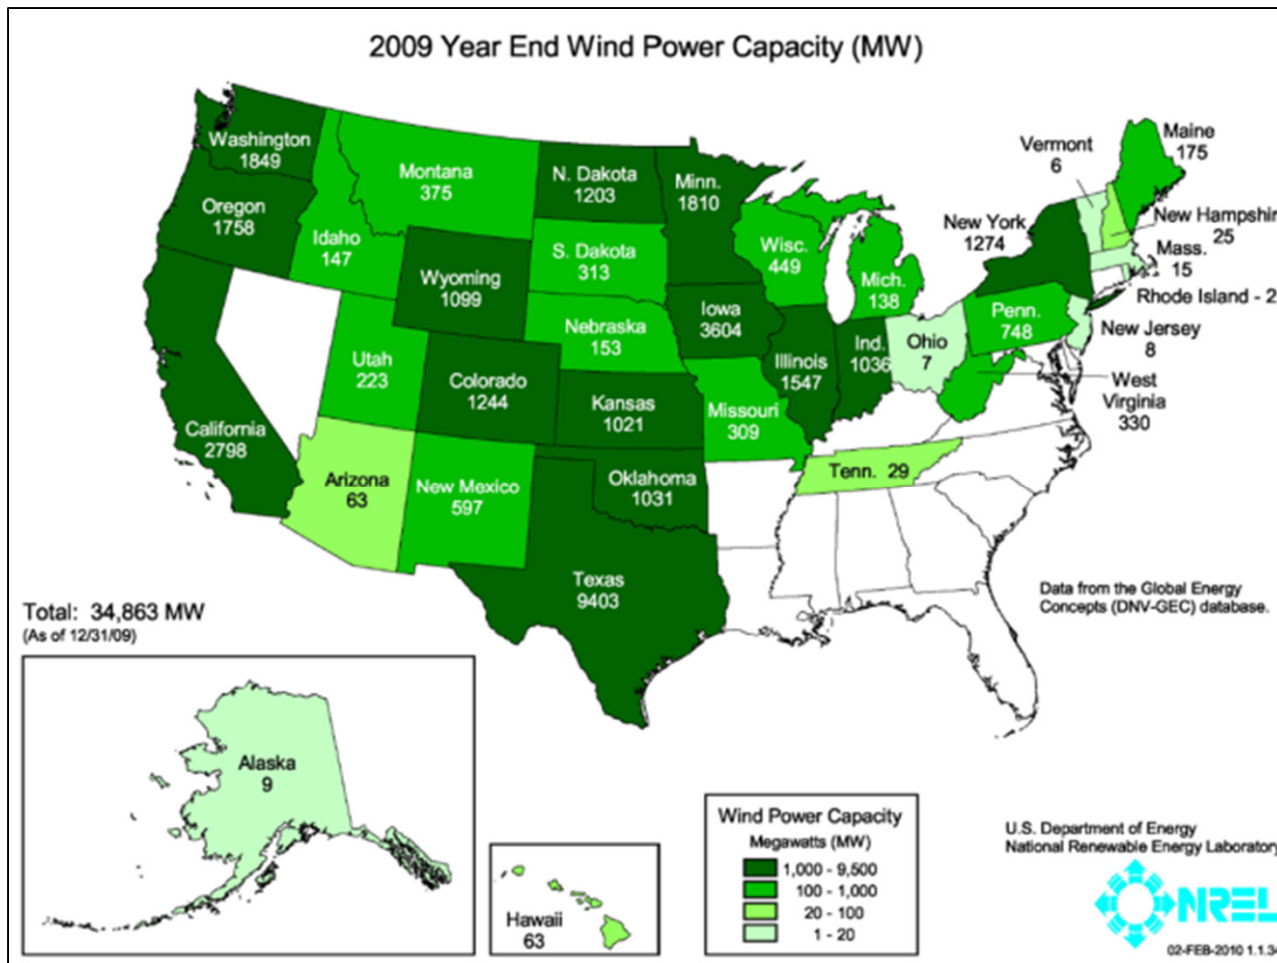 2009 Year End Wind Power Capacity (MW)
Washington
1849
Oregon
1758
California
2798
Idaho
147
Montana
375
Wyoming
1099
Utah
223
Colorado
1244
Arizona
63
New Mexico
597
N. Dakota
1203
S. Dakota
313
Nebraska
153
Kansas
1021
Oklahoma
1031
Texas
9403
Minn.
1810
Iowa
3604
Missouri
309
Wisc.
449
Illinois
1547
Mich.
138
Ind.
1036
Ohio
7
Tenn. 29
Vermont
6
Maine
175
New York
1274
New Hampshir
25
Mass.
15
Rhode Island - 2
Penn.
748
New Jersey
8
West
Virginia
330
Data from the Global Energy
Concepts (DNV-GEC) database.
Total: 34,863 MW
(As of 12/31/09)
Alaska
9
Hawaii
63
Wind Power Capacity
Megawatts (MW)
1,000 - 9,500
100 - 1,000
20 - 100
1 - 20
U.S. Department of Energy
National Renewable Energy Laboratory
NREL
02-FEB-2010 1.1.34